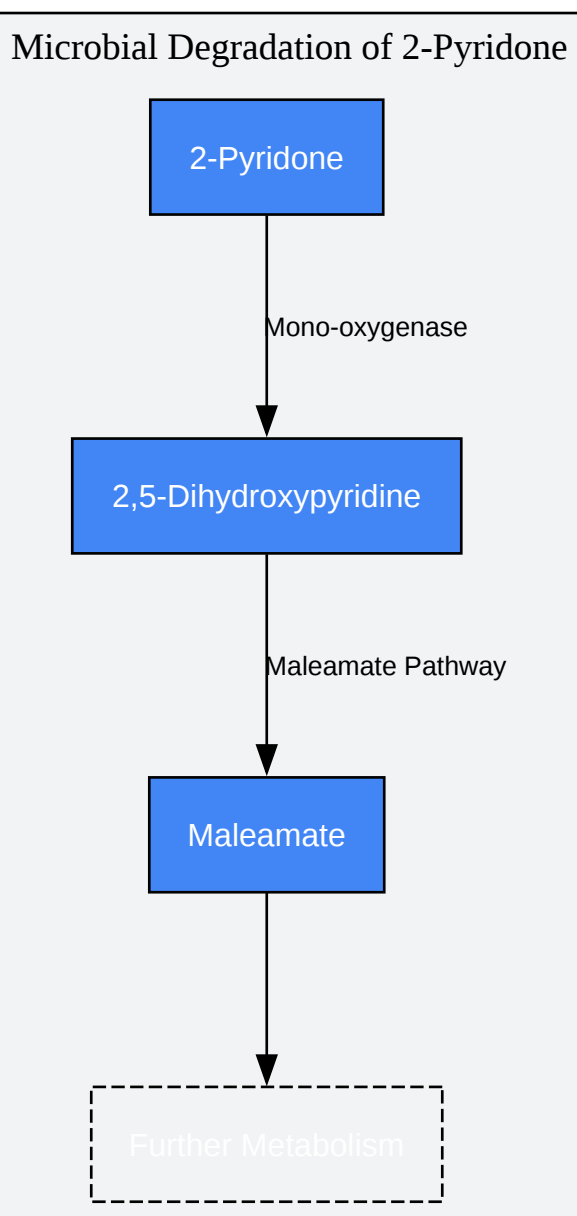 Microbial Degradation of 2-Pyridone
2-Pyridone
Mono-oxygenase
2,5-Dihydroxypyridine
Maleamate Pathway
Maleamate
Further Metabolism